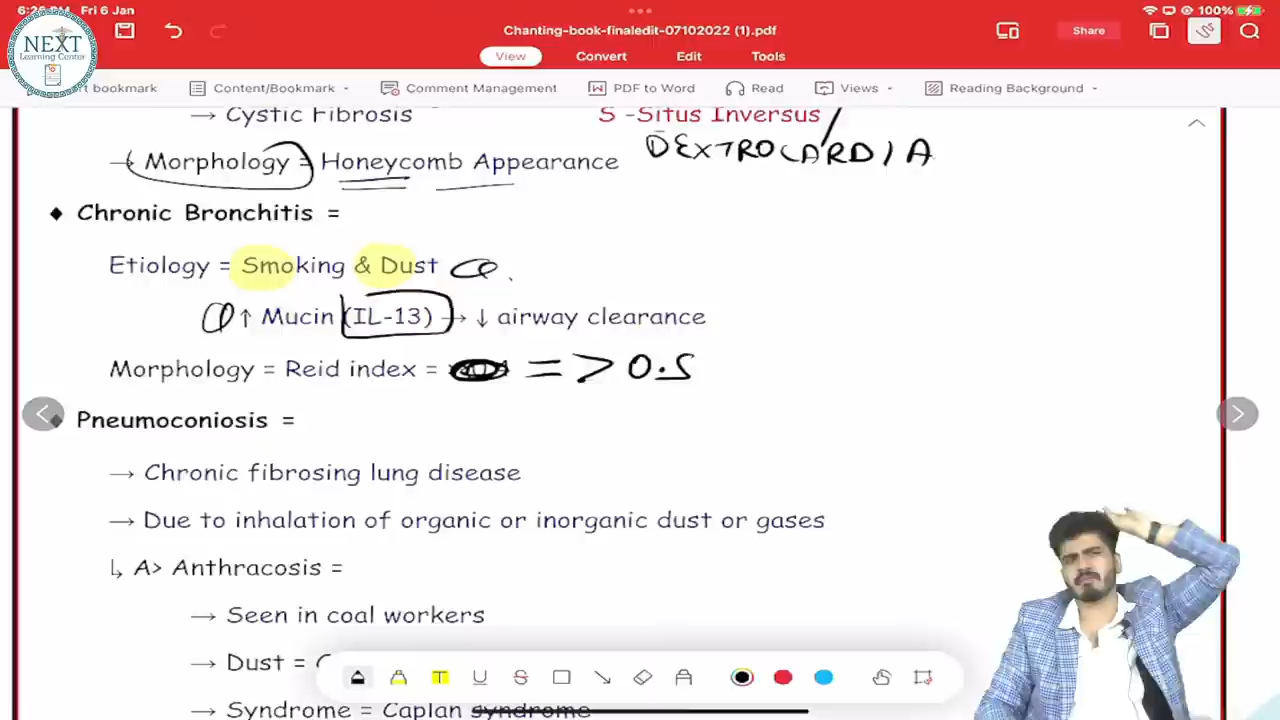 6:26 PM Fri 6 Jan
100%
NEXT
Learning Center
Chanting-book-finaledit-07102022 (1).pdf
Share
View Convert Edit Tools
bookmark Content/Bookmark Comment Management PDF to Word Read Views Reading Background
→ Cystic Fibrosis
S -Situs Inversus
DEXTROCARDIA
→ Morphology = Honeycomb Appearance
◆ Chronic Bronchitis =
Etiology = Smoking & Dust
↑ Mucin (IL-13) → ↓ airway clearance
Morphology = Reid index = = > 0.5
◆ Pneumoconiosis =
→ Chronic fibrosing lung disease
→ Due to inhalation of organic or inorganic dust or gases
↳ A> Anthracosis =
→ Seen in coal workers
→ Dust =
→ Syndrome = Caplan syndrome